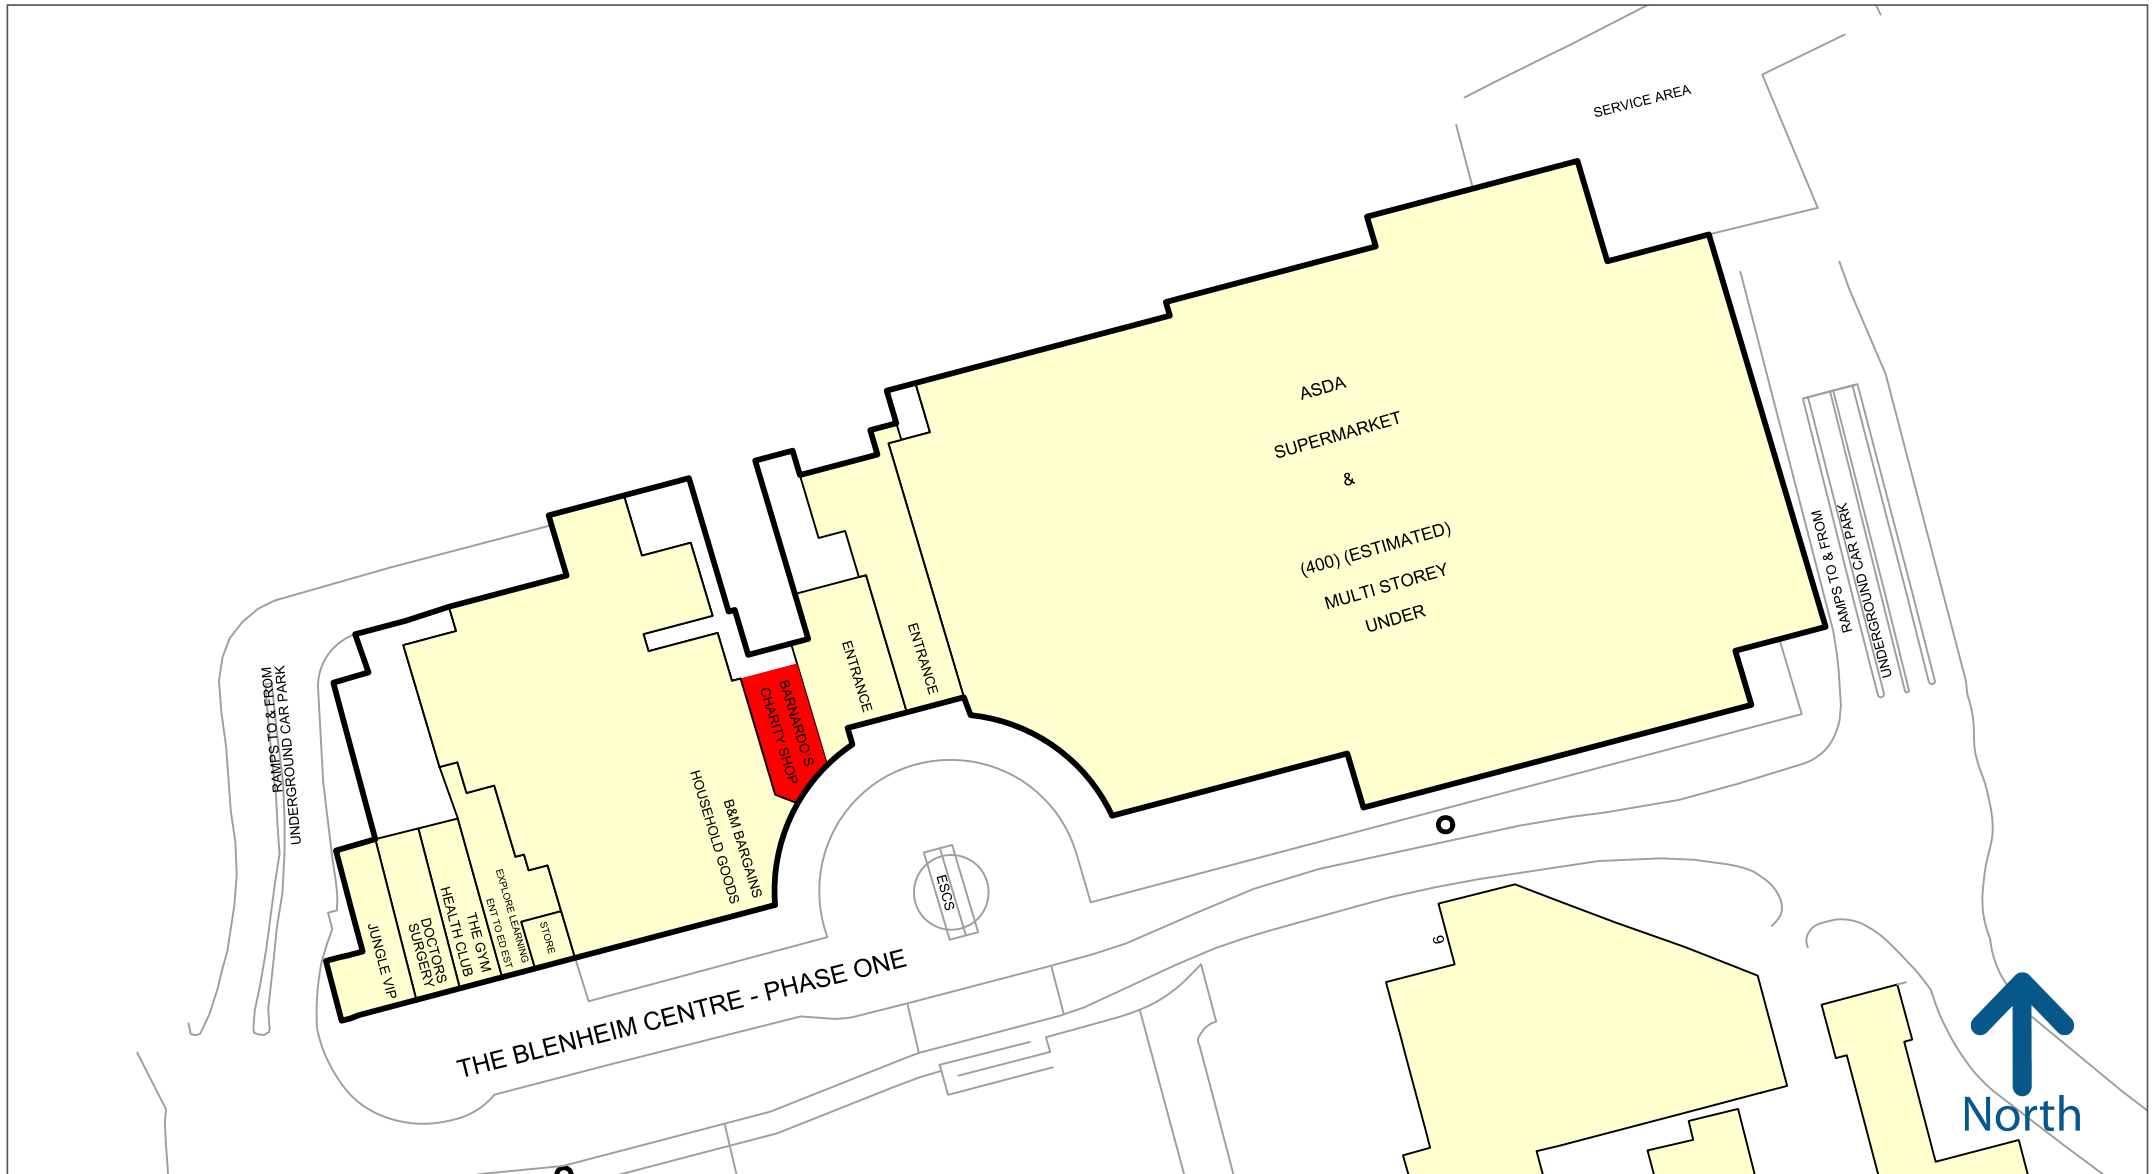 SERVICE AREA
ASDA
SUPERMARKET
&
(400) (ESTIMATED)
MULTI STOREY
UNDER
RAMPS TO & FROM
UNDERGROUND CAR PARK
ENTRANCE
ENTRANCE
BARNARDO'S
CHARITY SHOP
B&M BARGAINS
HOUSEHOLD GOODS
RAMPS TO & FROM
UNDERGROUND CAR PARK
JUNGLE VIP
DOCTORS
SURGERY
THE GYM
HEALTH CLUB
EXPLORE LEARNING
ENT TO ED EST
STORE
ESCS
THE BLENHEIM CENTRE - PHASE ONE
9
North